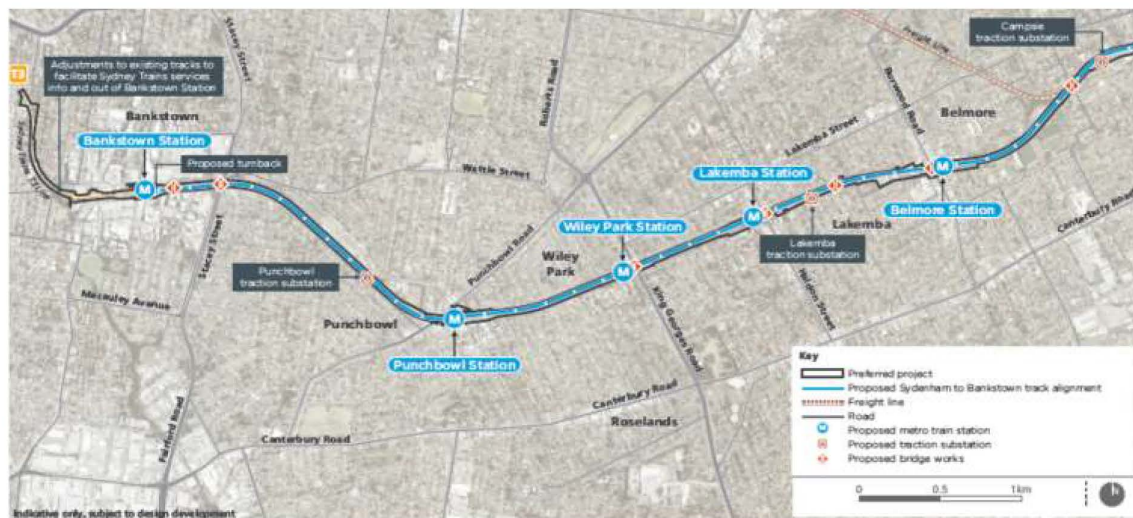 Stacey Street
Campsie
traction substation
Freight Line
T3
Adjustments to existing tracks to
facilitate Sydney Trains services
into and out of Bankstown Station
Bankstown
Bankstown Station
Roberts Road
Burwood Road
Belmore
Lakemba Street
Proposed turnback
Wattle Street
Lakemba Station
Belmore Station
Canterbury Road
Wiley Park Station
Lakemba
Lakemba
traction substation
Stacey Street
Punchbowl Road
Wiley
Park
Punchbowl
traction substation
Macauley Avenue
Haldon Street
Punchbowl
King Georges Road
Punchbowl Station
Canterbury Road
Roselands
Fairford Road
Canterbury Road
Key
Preferred project
Proposed Sydenham to Bankstown track alignment
Freight line
Road
Proposed metro train station
Proposed traction substation
Proposed bridge works
0 0.5 1km
Indicative only, subject to design development